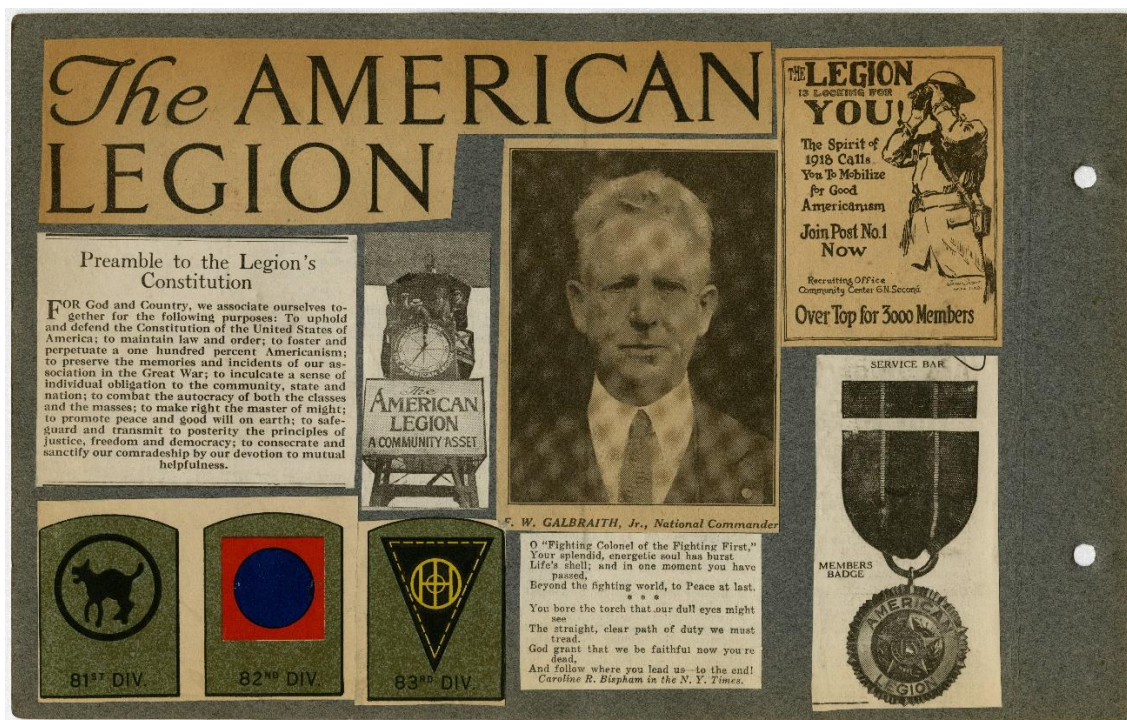 The AMERICAN
LEGION
THE LEGION
IS LOOKING FOR
YOU!
The Spirit of
1918 Calls
You To Mobilize
for Good
Americanism
Join Post No.1
Now
Recruiting Office
Community Center G.N. Soconi
Over Top for 3000 Members
Preamble to the Legion's
Constitution
FOR God and Country, we associate ourselves to-
gether for the following purposes: To uphold
and defend the Constitution of the United States of
America; to maintain law and order; to foster and
perpetuate a one hundred percent Americanism;
to preserve the memories and incidents of our as-
sociation in the Great War; to inculcate a sense of
individual obligation to the community, state and
nation; to combat the autocracy of both the classes
and the masses; to make right the master of might;
to promote peace and good will on earth; to safe-
guard and transmit to posterity the principles of
justice, freedom and democracy; to consecrate and
sanctify our comradeship by our devotion to mutual
helpfulness.
The
AMERICAN
LEGION
A COMMUNITY ASSET
F. W. GALBRAITH, Jr., National Commander
O "Fighting Colonel of the Fighting First,"
Your splendid, energetic soul has burst
Life's shell; and in one moment you have
passed,
Beyond the fighting world, to Peace at last.
* * *
You bore the torch that our dull eyes might
see
The straight, clear path of duty we must
tread.
God grant that we be faithful now you're
dead,
And follow where you lead us—to the end!
Caroline R. Bispham in the N. Y. Times.
SERVICE BAR
MEMBERS
BADGE
AMERICAN
LEGION
81ST DIV.
82ND DIV.
83RD DIV.